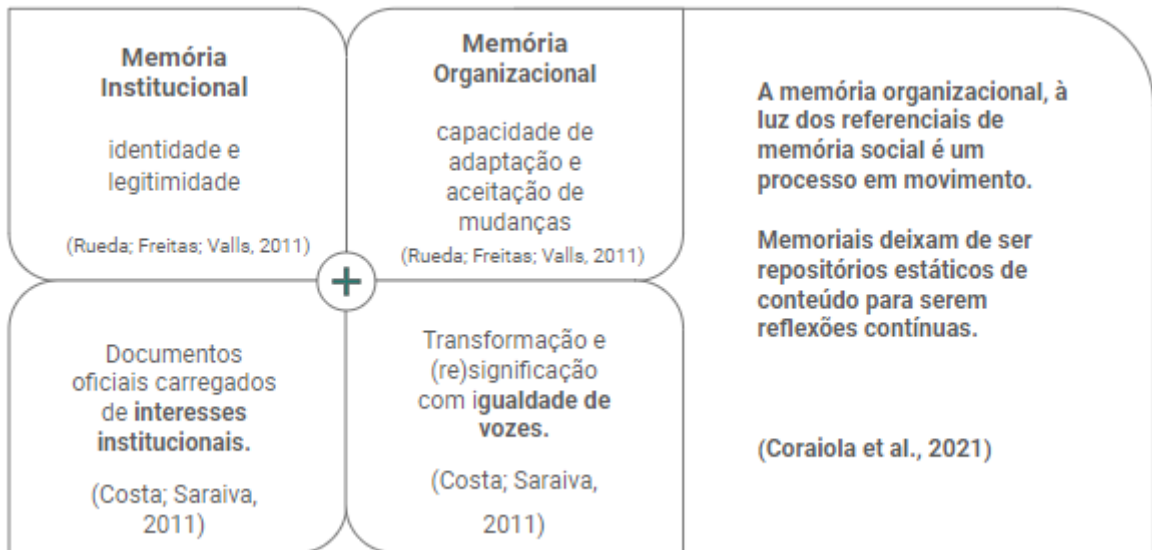 Memória
Institucional
identidade e
legitimidade
(Rueda; Freitas; Valls, 2011)
Memória
Organizacional
capacidade de
adaptação e
aceitação de
mudanças
(Rueda; Freitas; Valls, 2011)
Documentos
oficiais carregados
de interesses
institucionais.
(Costa; Saraiva,
2011)
Transformação e
(re)significação
com igualdade de
vozes.
(Costa; Saraiva,
2011)
A memória organizacional, à
luz dos referenciais de
memória social é um
processo em movimento.
Memoriais deixam de ser
repositórios estáticos de
conteúdo para serem
reflexões contínuas.
(Coraiola et al., 2021)